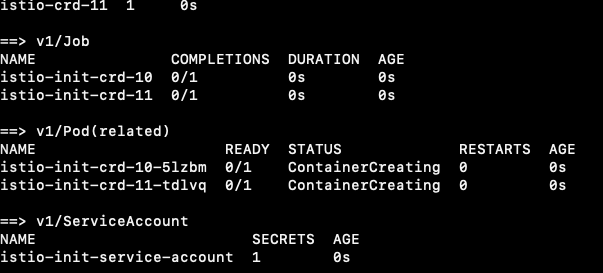 istio-crd-11  1     0s
==> v1/Job
NAME               COMPLETIONS  DURATION  AGE
istio-init-crd-10  0/1          0s        0s
istio-init-crd-11  0/1          0s        0s
==> v1/Pod(related)
NAME                     READY  STATUS             RESTARTS  AGE
istio-init-crd-10-5lzbm  0/1    ContainerCreating  0         0s
istio-init-crd-11-tdlvq  0/1    ContainerCreating  0         0s
==> v1/ServiceAccount
NAME                        SECRETS  AGE
istio-init-service-account  1        0s